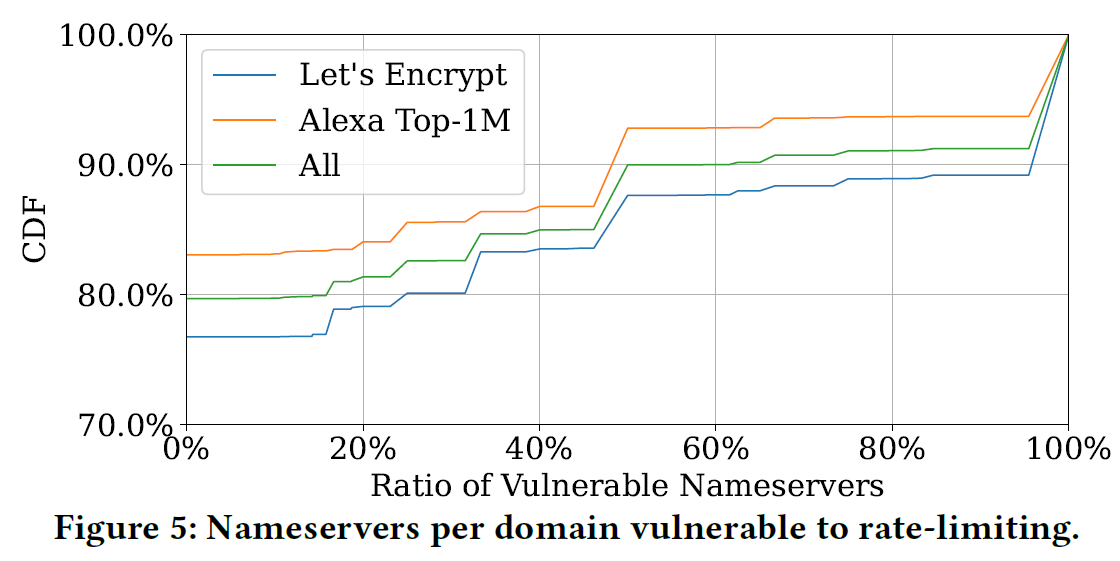 100.0%
90.0%
80.0%
70.0%
CDF
Let's Encrypt
Alexa Top-1M
All
0% 20% 40% 60% 80% 100%
Ratio of Vulnerable Nameservers
Figure 5: Nameservers per domain vulnerable to rate-limiting.